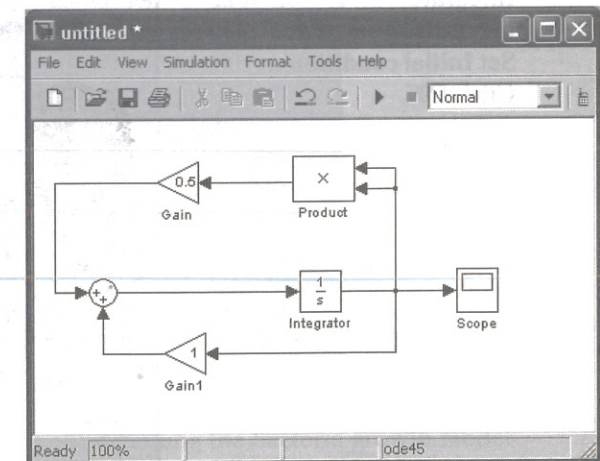 untitled *
File Edit View Simulation Format Tools Help
Normal
0.5
×
Gain
Product
+
+
1
s
Integrator
Scope
1
Gain1
Ready 100% ode45